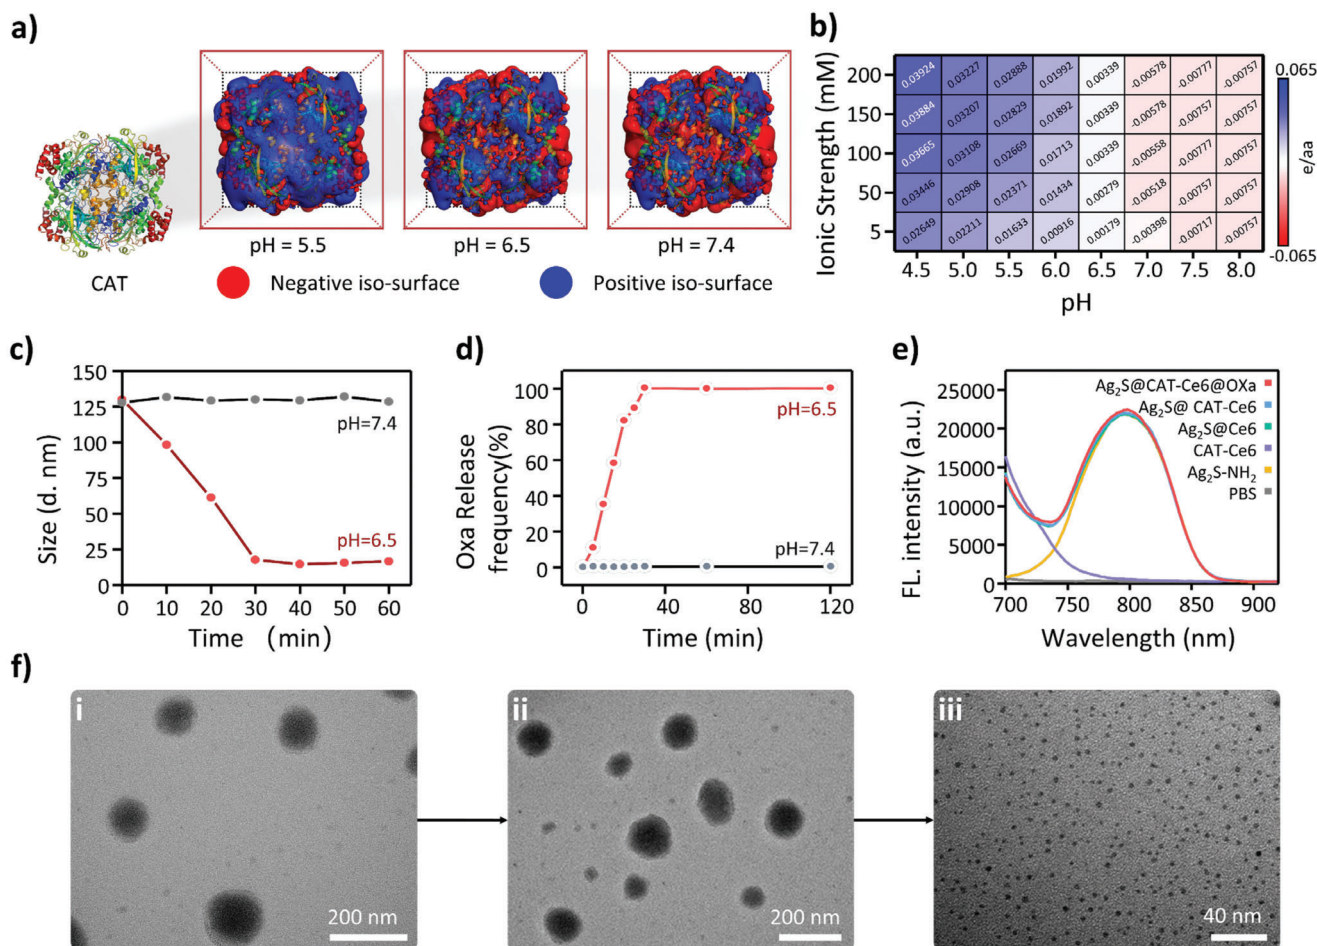 a)
CAT
pH = 5.5
pH = 6.5
pH = 7.4
Negative iso-surface
Positive iso-surface
b)
Ionic Strength (mM)
200
0.03924 0.03227 0.02888 0.01992 0.00339 -0.00578 -0.00777 -0.00757
150
0.03884 0.03207 0.02829 0.01892 0.00339 -0.00578 -0.00777 -0.00757
100
0.03665 0.03108 0.02669 0.01713 0.00339 -0.00558 -0.00777 -0.00757
50
0.03446 0.02908 0.02371 0.01434 0.00279 -0.00518 -0.00757 -0.00757
5
0.02649 0.02211 0.01633 0.00916 0.00179 -0.00398 -0.00717 -0.00757
4.5 5.0 5.5 6.0 6.5 7.0 7.5 8.0
pH
0.065
e/aa
-0.065
c)
Size (d. nm)
150
125
100
75
50
25
0
pH=7.4
pH=6.5
0 10 20 30 40 50 60
Time (min)
d)
Oxa Release
frequency(%)
100
80
60
40
20
0
pH=6.5
pH=7.4
0 40 80 120
Time (min)
e)
FL. intensity (a.u.)
25000
20000
15000
10000
5000
0
Ag₂S@CAT-Ce6@OXa
Ag₂S@ CAT-Ce6
Ag₂S@Ce6
CAT-Ce6
Ag₂S-NH₂
PBS
700 750 800 850 900
Wavelength (nm)
f)
i
200 nm
ii
200 nm
iii
40 nm